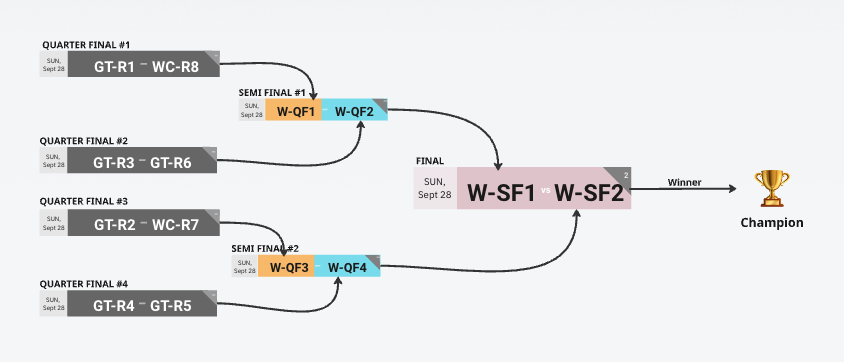 QUARTER FINAL #1
SUN, Sept 28
GT-R1 – WC-R8
SEMI FINAL #1
SUN, Sept 28
W-QF1 – W-QF2
QUARTER FINAL #2
SUN, Sept 28
GT-R3 – GT-R6
FINAL
SUN, Sept 28
W-SF1 vs W-SF2
2
Winner
Champion
QUARTER FINAL #3
SUN, Sept 28
GT-R2 – WC-R7
SEMI FINAL #2
SUN, Sept 28
W-QF3 – W-QF4
QUARTER FINAL #4
SUN, Sept 28
GT-R4 – GT-R5